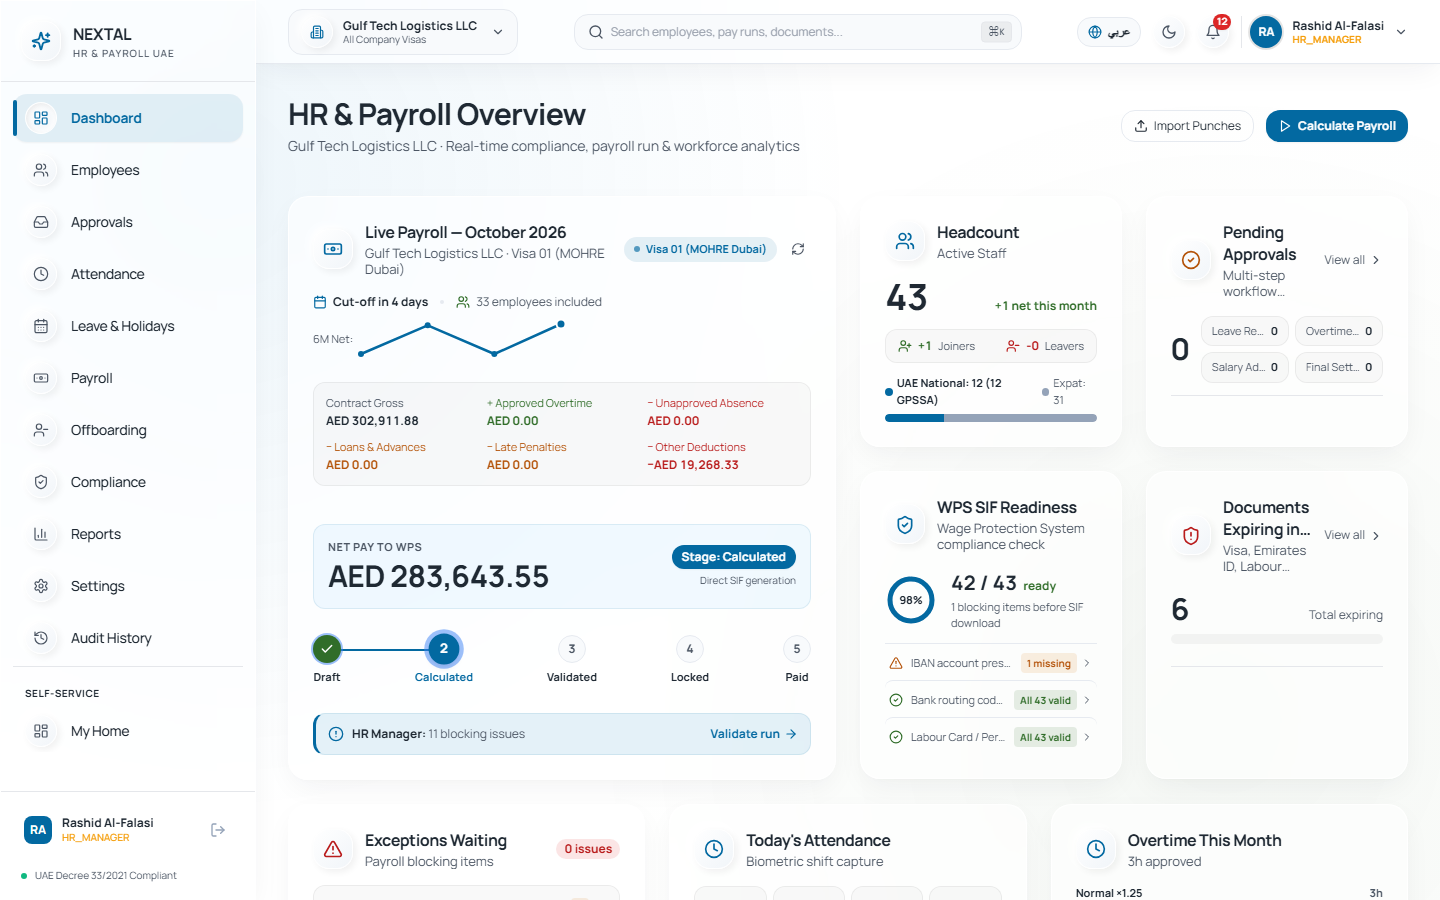 NEXTAL
HR & PAYROLL UAE
Dashboard
Employees
Approvals
Attendance
Leave & Holidays
Payroll
Offboarding
Compliance
Reports
Settings
Audit History
SELF-SERVICE
My Home
RA
Rashid Al-Falasi
HR_MANAGER
UAE Decree 33/2021 Compliant
Gulf Tech Logistics LLC
All Company Visas
Search employees, pay runs, documents...
⌘K
عربي
12
RA
Rashid Al-Falasi
HR_MANAGER
HR & Payroll Overview
Gulf Tech Logistics LLC · Real-time compliance, payroll run & workforce analytics
Import Punches
Calculate Payroll
Live Payroll — October 2026
Gulf Tech Logistics LLC · Visa 01 (MOHRE
Dubai)
Visa 01 (MOHRE Dubai)
Cut-off in 4 days
33 employees included
6M Net:
Contract Gross
AED 302,911.88
+ Approved Overtime
AED 0.00
− Unapproved Absence
AED 0.00
− Loans & Advances
AED 0.00
− Late Penalties
AED 0.00
− Other Deductions
−AED 19,268.33
NET PAY TO WPS
AED 283,643.55
Stage: Calculated
Direct SIF generation
2
3
4
5
Draft
Calculated
Validated
Locked
Paid
HR Manager: 11 blocking issues
Validate run →
Headcount
Active Staff
43
+1 net this month
+1 Joiners
-0 Leavers
UAE National: 12 (12
GPSSA)
Expat:
31
Pending
Approvals
Multi-step
workflow...
View all
0
Leave Re... 0
Overtime... 0
Salary Ad... 0
Final Sett... 0
WPS SIF Readiness
Wage Protection System
compliance check
98%
42 / 43 ready
1 blocking items before SIF
download
IBAN account pres... 1 missing
Bank routing cod... All 43 valid
Labour Card / Per... All 43 valid
Documents
Expiring in...
Visa, Emirates
ID, Labour...
View all
6
Total expiring
Exceptions Waiting
Payroll blocking items
0 issues
Today's Attendance
Biometric shift capture
Overtime This Month
3h approved
Normal ×1.25
3h